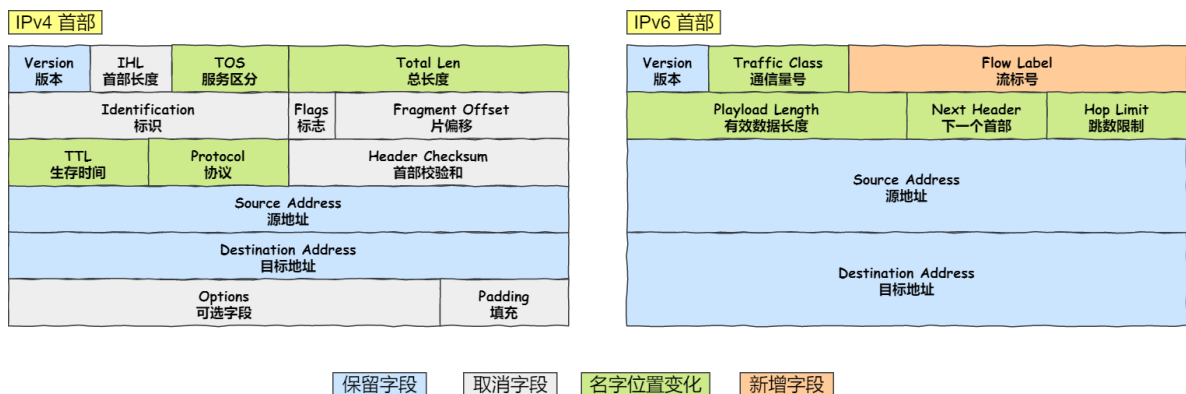 IPv4 首部
Version
版本
IHL
首部长度
TOS
服务区分
Total Len
总长度
Identification
标识
Flags
标志
Fragment Offset
片偏移
TTL
生存时间
Protocol
协议
Header Checksum
首部校验和
Source Address
源地址
Destination Address
目标地址
Options
可选字段
Padding
填充
IPv6 首部
Version
版本
Traffic Class
通信量号
Flow Label
流标号
Playload Length
有效数据长度
Next Header
下一个首部
Hop Limit
跳数限制
Source Address
源地址
Destination Address
目标地址
保留字段
取消字段
名字位置变化
新增字段